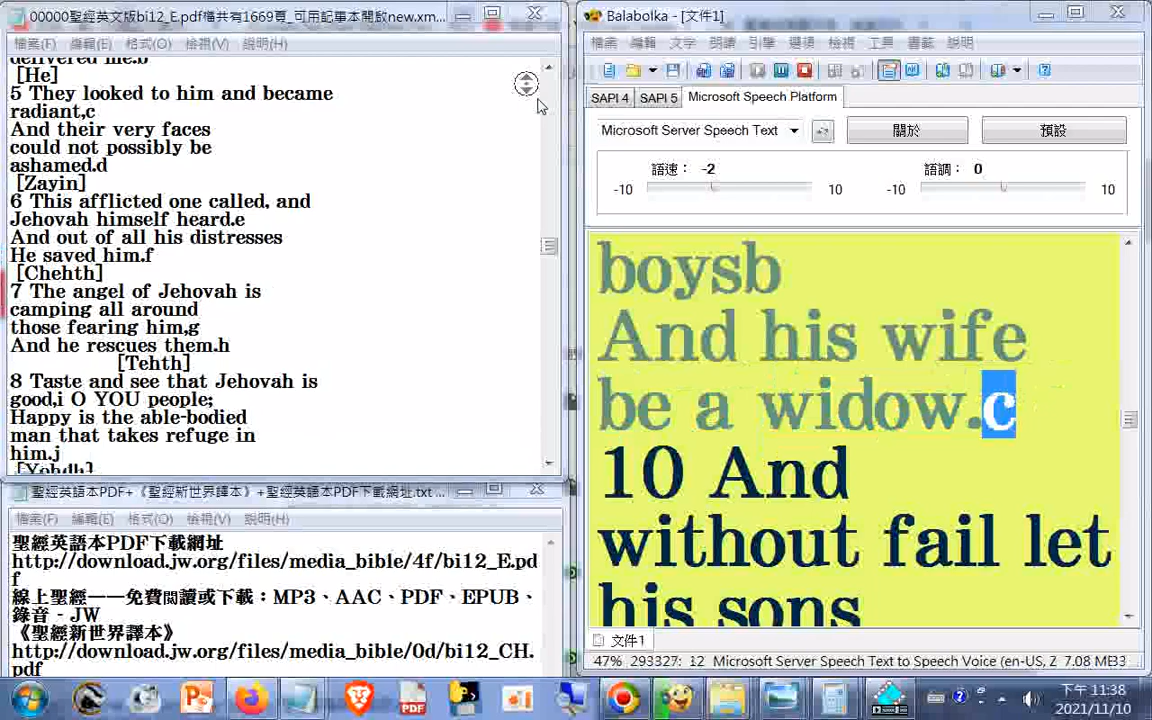 00000聖經英文版bi12_E.pdf檔共有1669頁_可用記事本開啟new.xm...
檔案(F) 編輯(E) 格式(O) 檢視(V) 說明(H)
delivered me.b
[He]
5 They looked to him and became
radiant,c
And their very faces
could not possibly be
ashamed.d
[Zayin]
6 This afflicted one called, and
Jehovah himself heard.e
And out of all his distresses
He saved him.f
[Chehth]
7 The angel of Jehovah is
camping all around
those fearing him,g
And he rescues them.h
[Tehth]
8 Taste and see that Jehovah is
good,i O YOU people;
Happy is the able-bodied
man that takes refuge in
him.j
[Yohdh]
聖經英語本PDF+《聖經新世界譯本》+聖經英語本PDF下載網址.txt ...
檔案(F) 編輯(E) 格式(O) 檢視(V) 說明(H)
聖經英語本PDF下載網址
http://download.jw.org/files/media_bible/4f/bi12_E.pd
f
線上聖經——免費閱讀或下載：MP3、AAC、PDF、EPUB、
錄音 - JW
《聖經新世界譯本》
http://download.jw.org/files/media_bible/0d/bi12_CH.
pdf
Balabolka - [文件1]
檔案 編輯 文字 朗讀 引擎 選項 檢視 工具 書籤 說明
SAPI 4 SAPI 5 Microsoft Speech Platform
Microsoft Server Speech Text 關於 預設
語速： -2 語調： 0
-10 10 -10 10
boysb
And his wife
be a widow.c
10 And
without fail let
his sons
文件1
47% 293327: 12 Microsoft Server Speech Text to Speech Voice (en-US, Z 7.08 MB
下午 11:38
2021/11/10